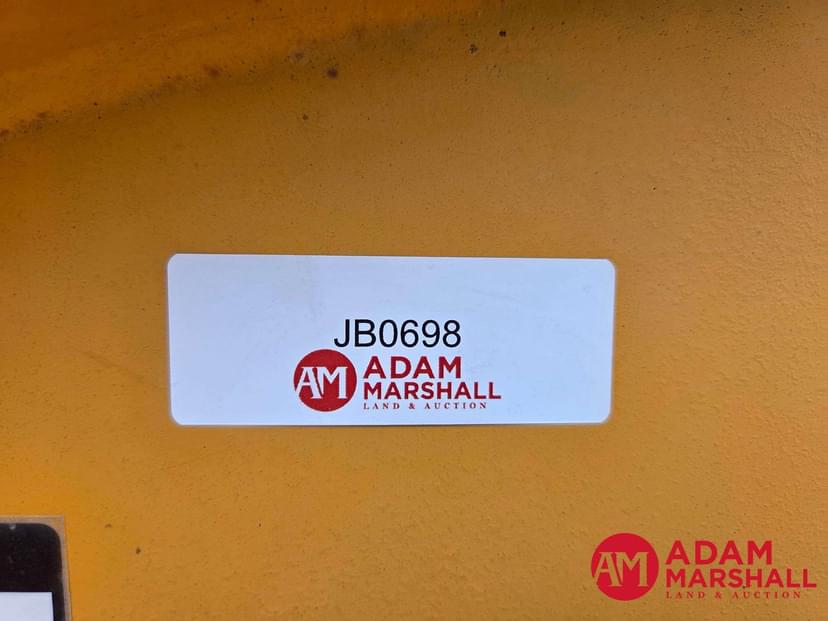 JB0698
AM
ADAM
MARSHALL
LAND & AUCTION
AM
ADAM
MARSHALL
LAND & AUCTION